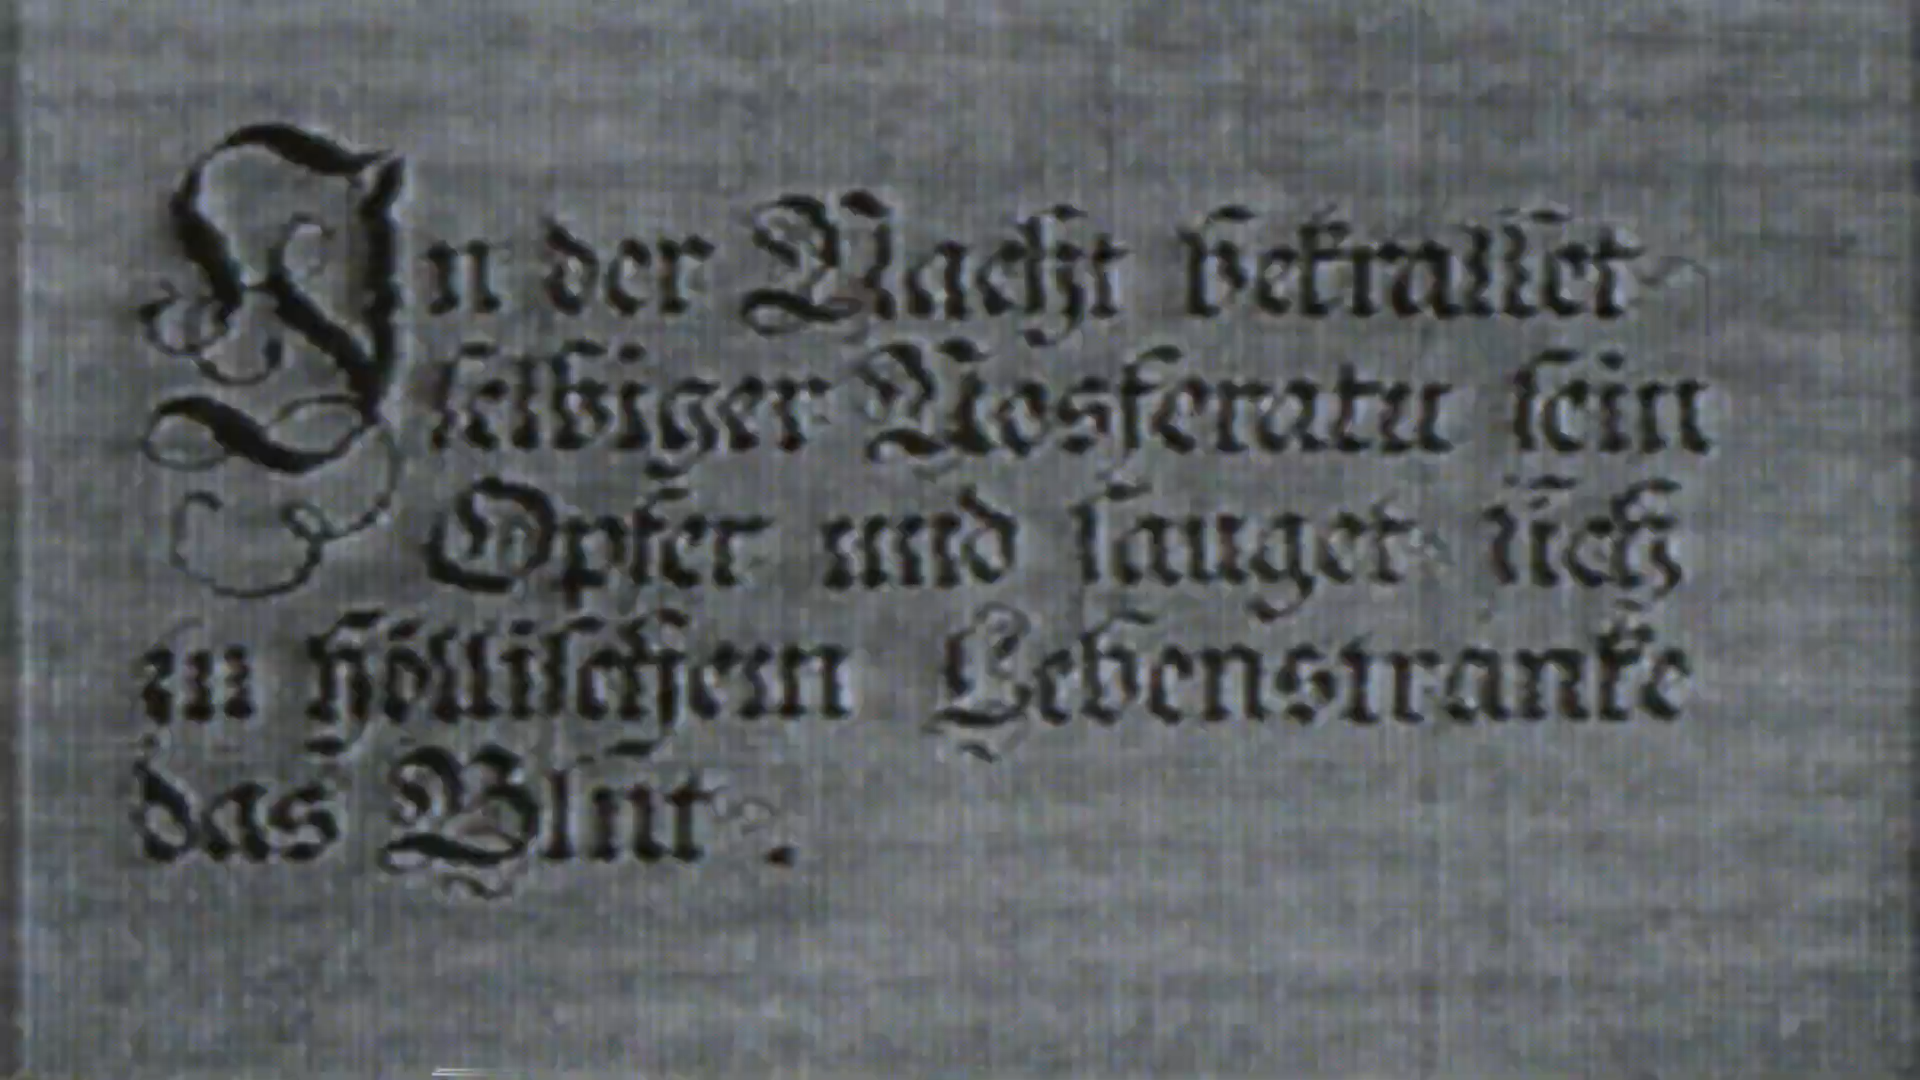 In der Nacht bekrallet
selbiger Nosferatu sein
Opfer und sauget sich
zu höllischem Lebenstranke
das Blut.